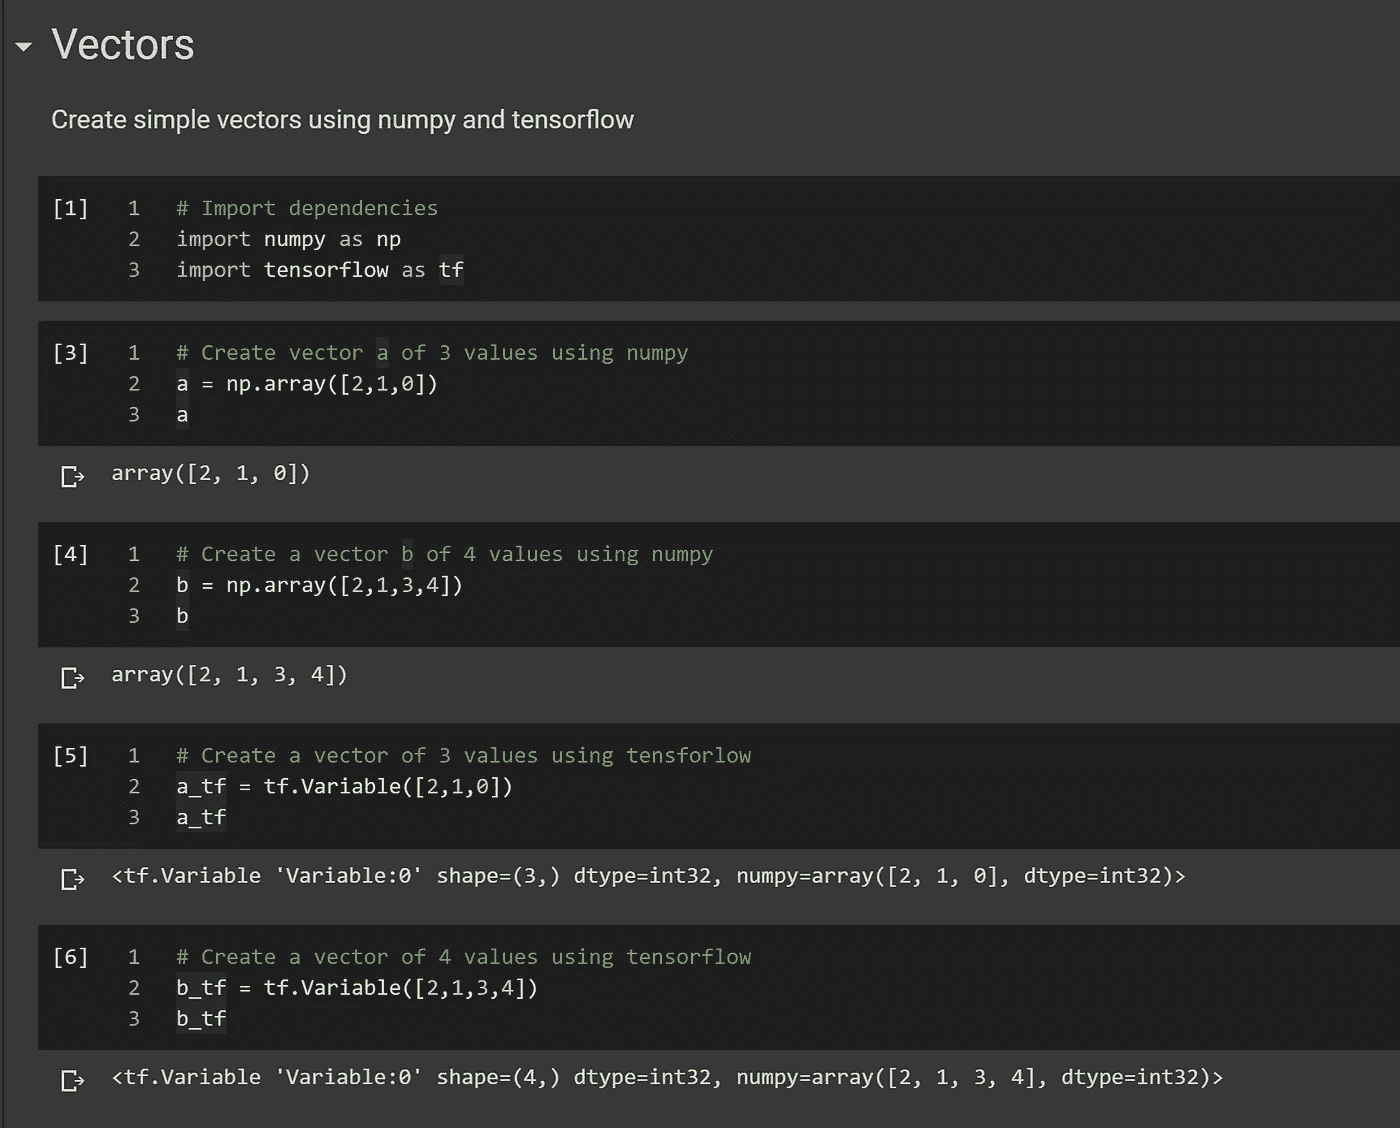 Vectors
Create simple vectors using numpy and tensorflow
[1] 1 # Import dependencies
2 import numpy as np
3 import tensorflow as tf
[3] 1 # Create vector a of 3 values using numpy
2 a = np.array([2,1,0])
3 a
array([2, 1, 0])
[4] 1 # Create a vector b of 4 values using numpy
2 b = np.array([2,1,3,4])
3 b
array([2, 1, 3, 4])
[5] 1 # Create a vector of 3 values using tensforlow
2 a_tf = tf.Variable([2,1,0])
3 a_tf
<tf.Variable 'Variable:0' shape=(3,) dtype=int32, numpy=array([2, 1, 0], dtype=int32)>
[6] 1 # Create a vector of 4 values using tensorflow
2 b_tf = tf.Variable([2,1,3,4])
3 b_tf
<tf.Variable 'Variable:0' shape=(4,) dtype=int32, numpy=array([2, 1, 3, 4], dtype=int32)>